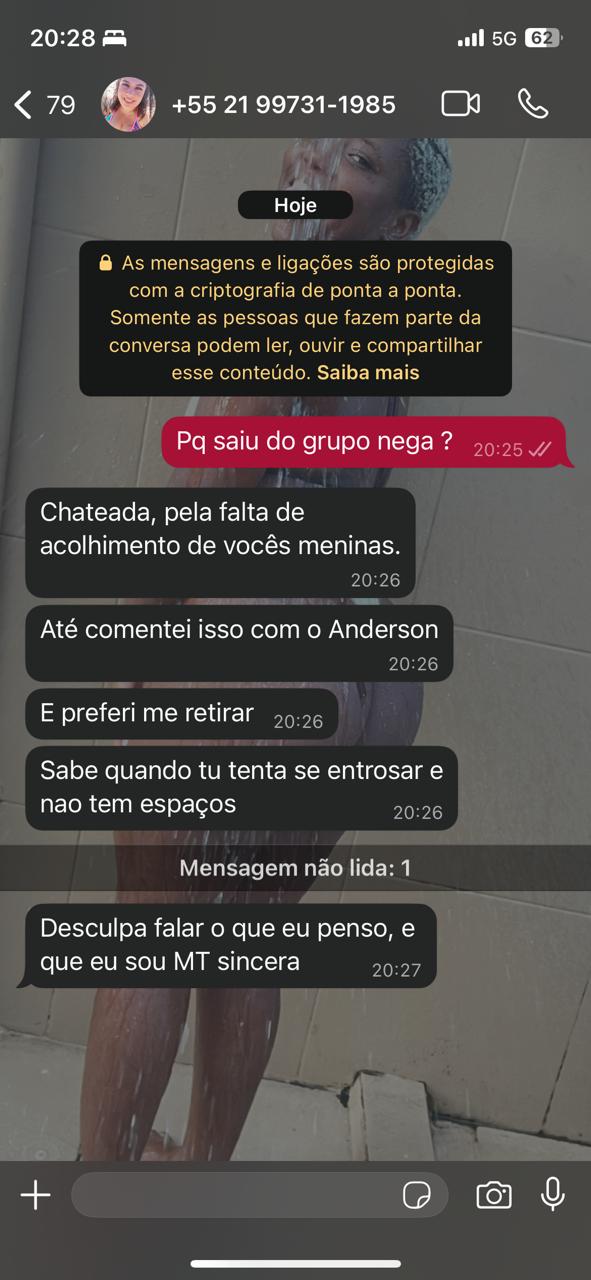 20:28
5G 62
79 +55 21 99731-1985
Hoje
As mensagens e ligações são protegidas
com a criptografia de ponta a ponta.
Somente as pessoas que fazem parte da
conversa podem ler, ouvir e compartilhar
esse conteúdo. Saiba mais
Pq saiu do grupo nega ? 20:25
Chateada, pela falta de
acolhimento de vocês meninas.
20:26
Até comentei isso com o Anderson
20:26
E preferi me retirar 20:26
Sabe quando tu tenta se entrosar e
nao tem espaços 20:26
Mensagem não lida: 1
Desculpa falar o que eu penso, e
que eu sou MT sincera 20:27